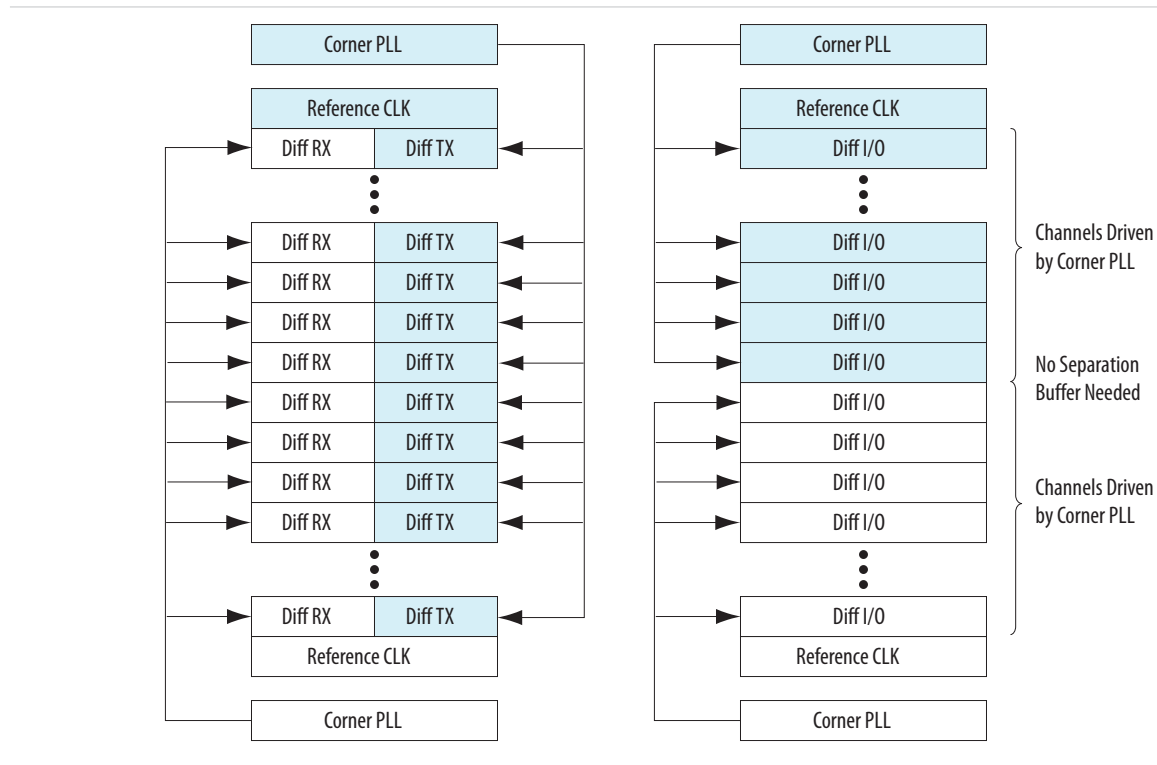 Corner PLL
Reference CLK
Diff RX Diff TX
Diff RX Diff TX
Diff RX Diff TX
Diff RX Diff TX
Diff RX Diff TX
Diff RX Diff TX
Diff RX Diff TX
Diff RX Diff TX
Diff RX Diff TX
Diff RX Diff TX
Reference CLK
Corner PLL
Corner PLL
Reference CLK
Diff I/O
Diff I/O
Diff I/O
Diff I/O
Diff I/O
Diff I/O
Diff I/O
Diff I/O
Diff I/O
Diff I/O
Reference CLK
Corner PLL
Channels Driven
by Corner PLL
No Separation
Buffer Needed
Channels Driven
by Corner PLL